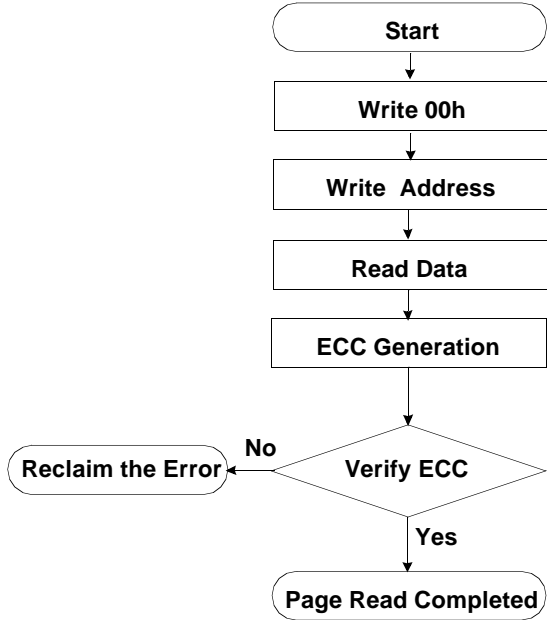 Start
Write 00h
Write Address
Read Data
ECC Generation
No
Reclaim the Error
Verify ECC
Yes
Page Read Completed